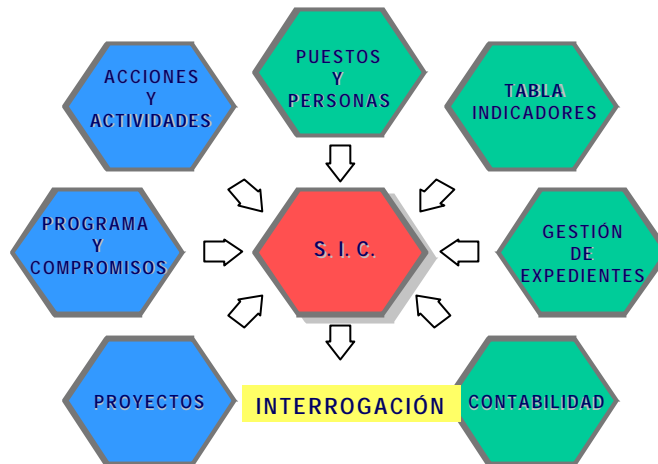 PUESTOS
Y
PERSONAS
ACCIONES
Y
ACTIVIDADES
TABLA
INDICADORES
PROGRAMA
Y
COMPROMISOS
S. I. C.
GESTIÓN
DE
EXPEDIENTES
PROYECTOS
INTERROGACIÓN
CONTABILIDAD